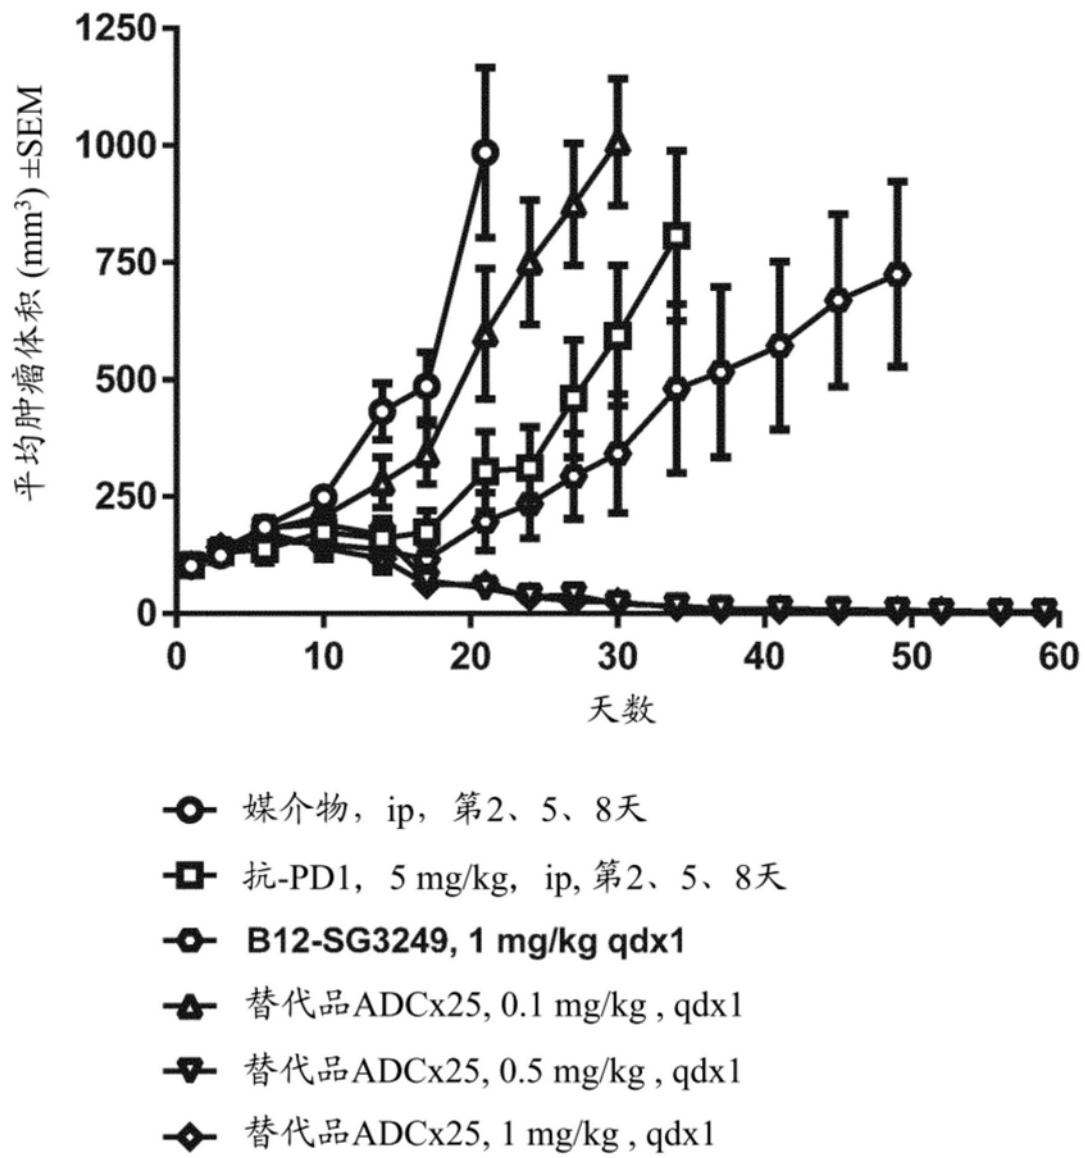 平均肿瘤体积 (mm³) ±SEM
1250
1000
750
500
250
0
0 10 20 30 40 50 60
天数
媒介物，ip，第2、5、8天
抗-PD1，5 mg/kg，ip, 第2、5、8天
B12-SG3249, 1 mg/kg qdx1
替代品ADCx25, 0.1 mg/kg , qdx1
替代品ADCx25, 0.5 mg/kg , qdx1
替代品ADCx25, 1 mg/kg , qdx1